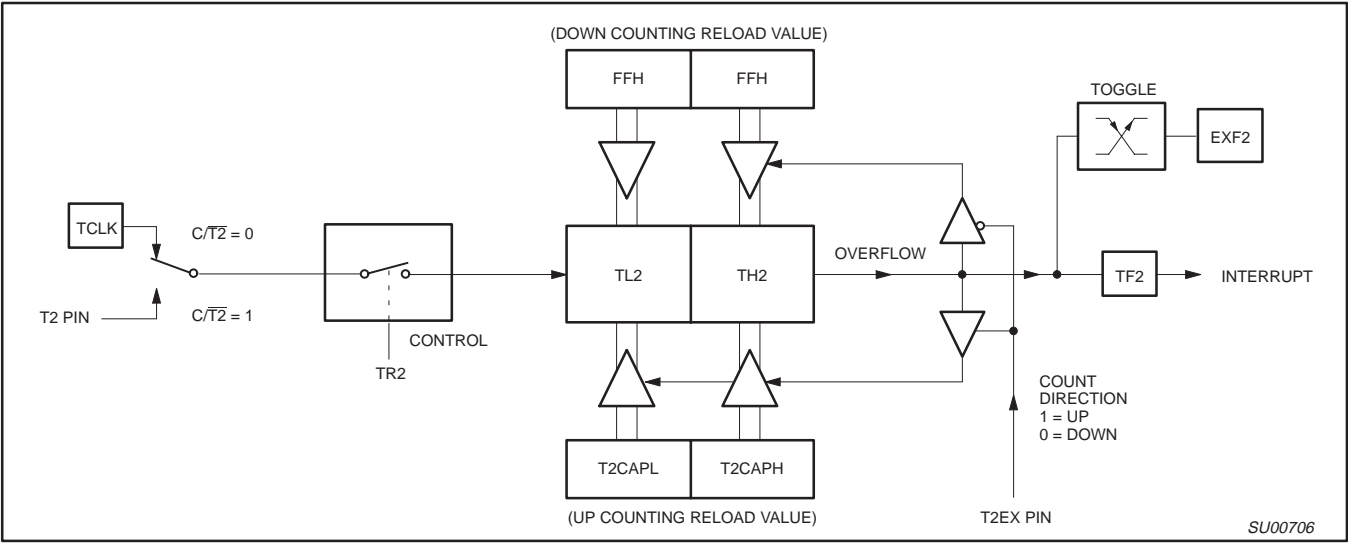 (DOWN COUNTING RELOAD VALUE)
FFH
FFH
TOGGLE
EXF2
TCLK
C/T2̅ = 0
OVERFLOW
TL2
TH2
TF2
INTERRUPT
T2 PIN
C/T2̅ = 1
CONTROL
TR2
COUNT
DIRECTION
1 = UP
0 = DOWN
T2CAPL
T2CAPH
(UP COUNTING RELOAD VALUE)
T2EX PIN
SU00706